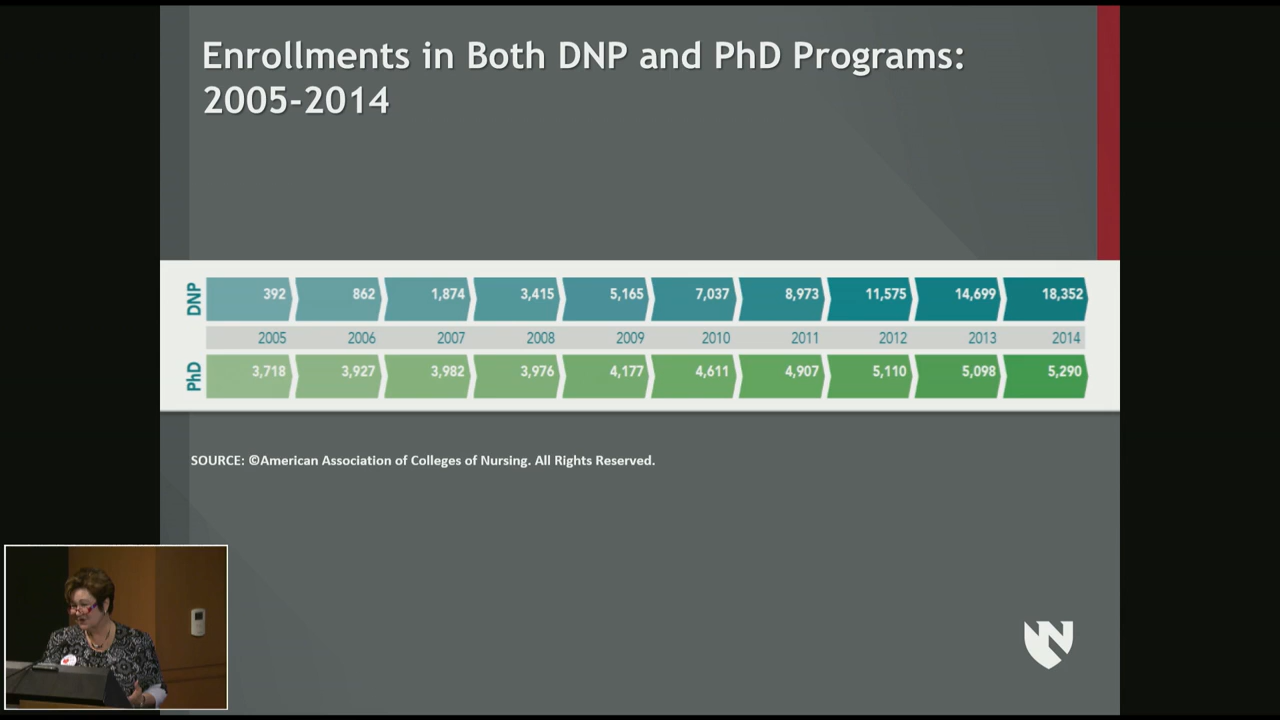 Enrollments in Both DNP and PhD Programs:
2005-2014
DNP
392 862 1,874 3,415 5,165 7,037 8,973 11,575 14,699 18,352
2005 2006 2007 2008 2009 2010 2011 2012 2013 2014
PhD
3,718 3,927 3,982 3,976 4,177 4,611 4,907 5,110 5,098 5,290
SOURCE: ©American Association of Colleges of Nursing. All Rights Reserved.
N